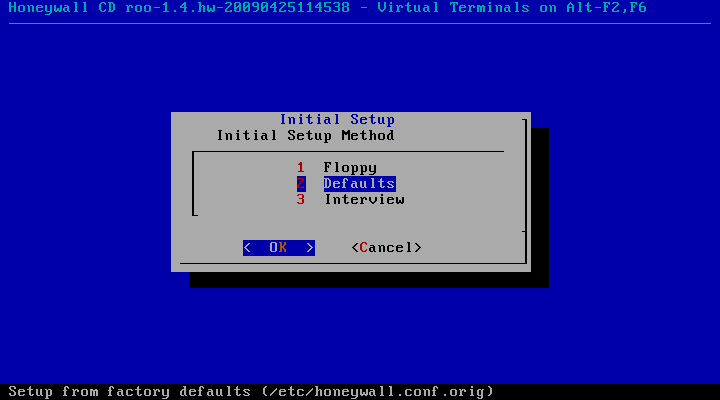 Honeywall CD roo-1.4.hw-20090425114538 - Virtual Terminals on Alt-F2,F6
Initial Setup
Initial Setup Method
1 Floppy
2 Defaults
3 Interview
< OK > <Cancel>
Setup from factory defaults (/etc/honeywall.conf.orig)